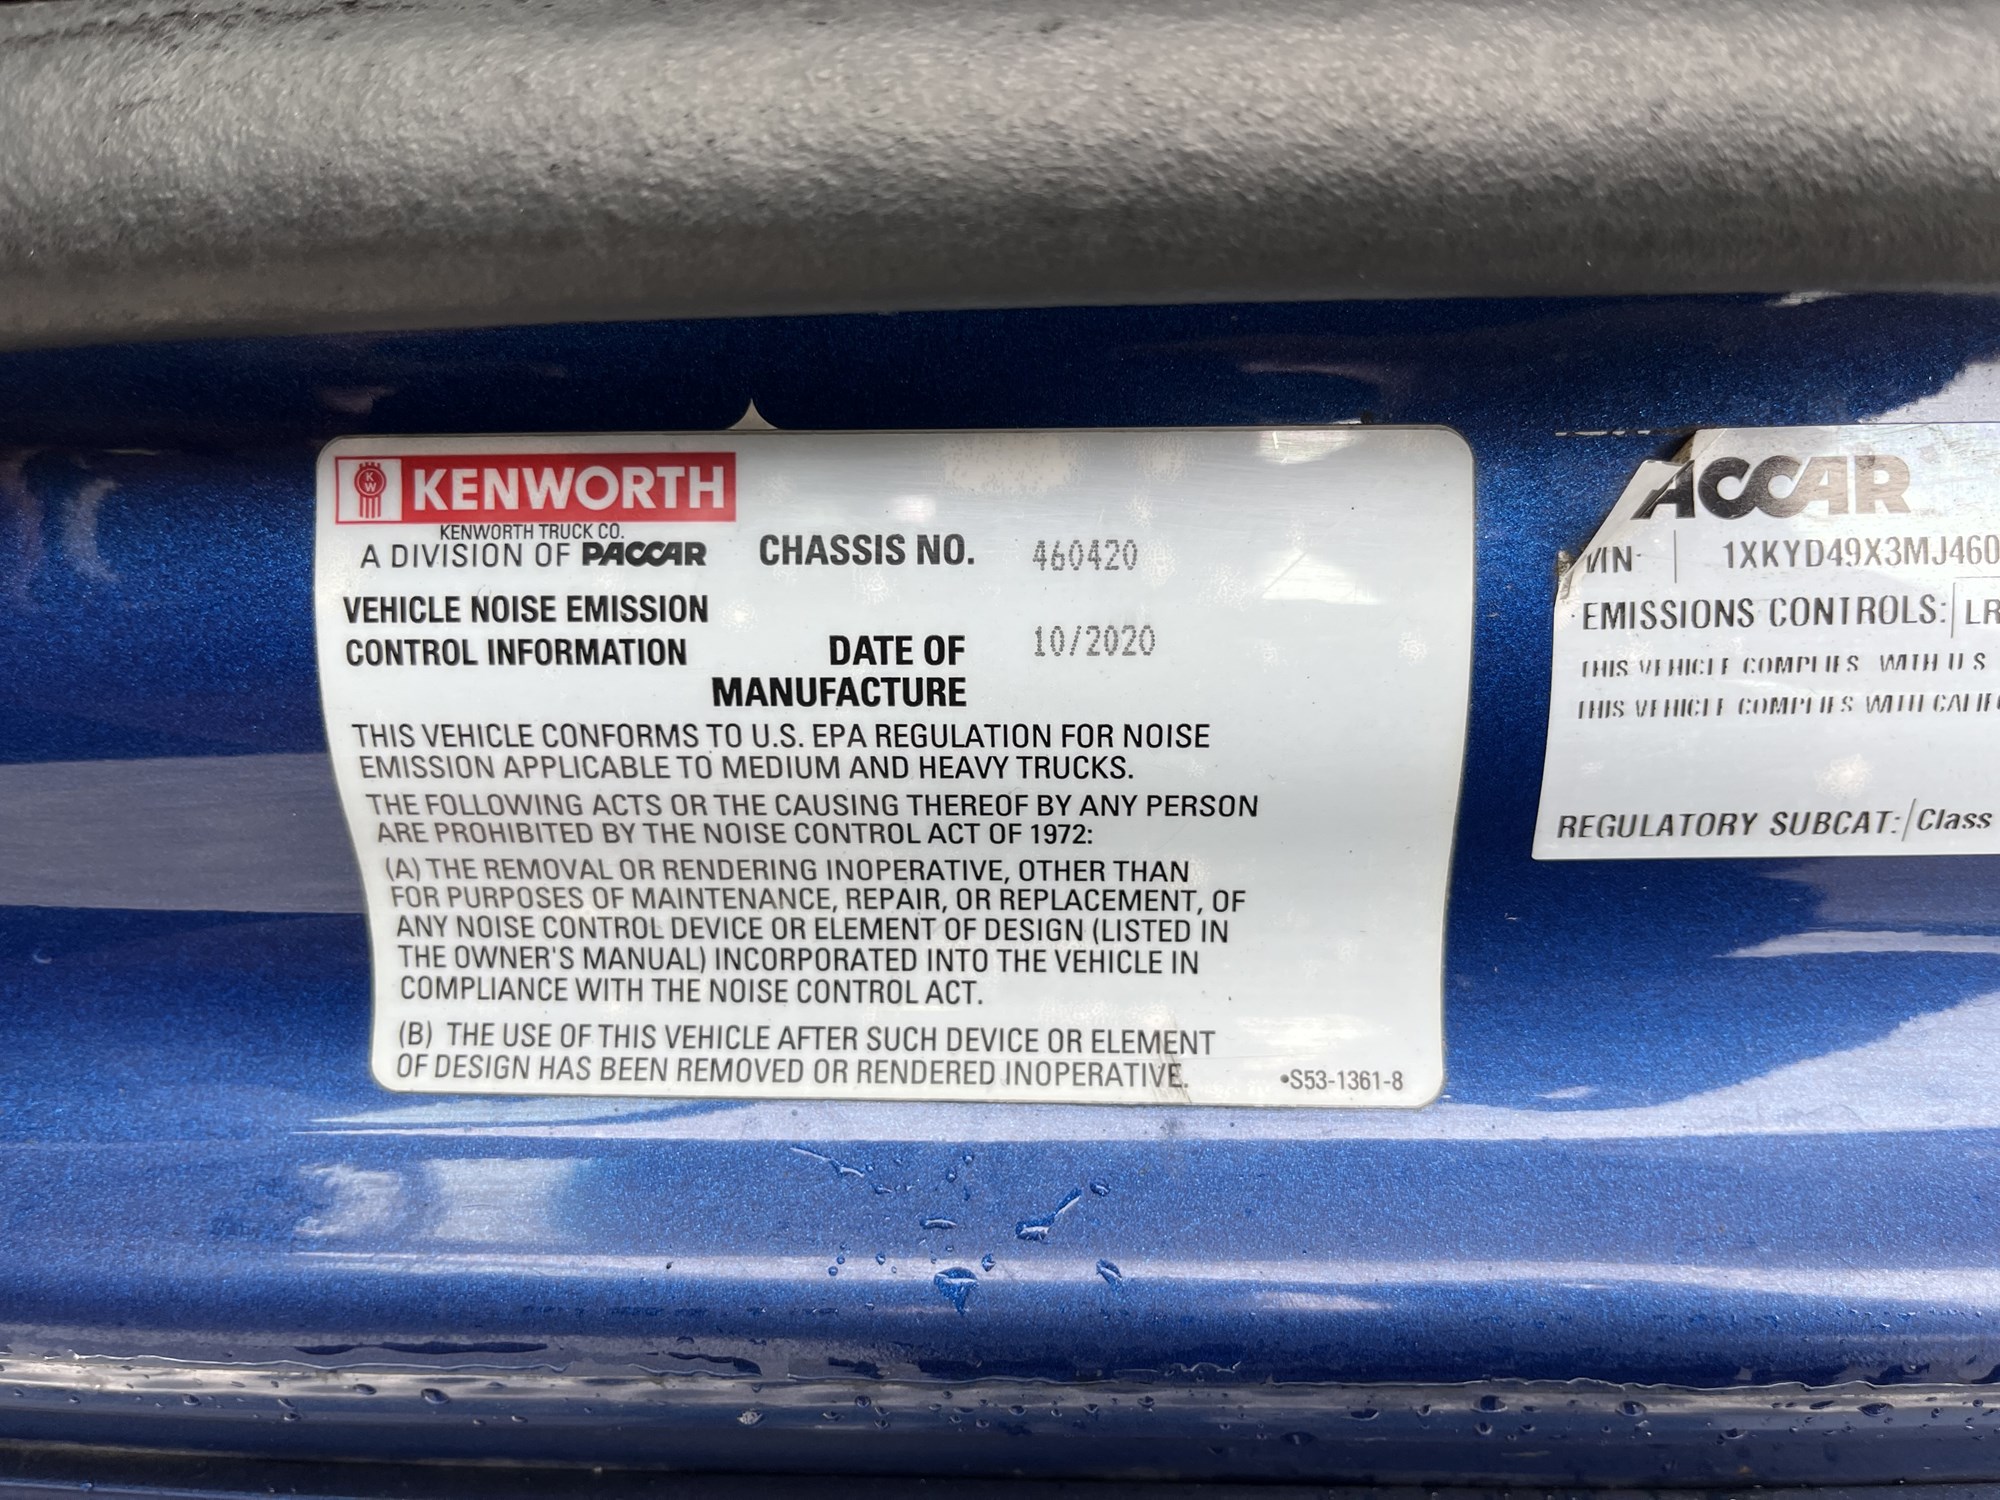 KW KENWORTH
KENWORTH TRUCK CO.
A DIVISION OF PACCAR
CHASSIS NO. 460420
VEHICLE NOISE EMISSION
CONTROL INFORMATION
DATE OF 10/2020
MANUFACTURE
THIS VEHICLE CONFORMS TO U.S. EPA REGULATION FOR NOISE
EMISSION APPLICABLE TO MEDIUM AND HEAVY TRUCKS.
THE FOLLOWING ACTS OR THE CAUSING THEREOF BY ANY PERSON
ARE PROHIBITED BY THE NOISE CONTROL ACT OF 1972:
(A) THE REMOVAL OR RENDERING INOPERATIVE, OTHER THAN
FOR PURPOSES OF MAINTENANCE, REPAIR, OR REPLACEMENT, OF
ANY NOISE CONTROL DEVICE OR ELEMENT OF DESIGN (LISTED IN
THE OWNER'S MANUAL) INCORPORATED INTO THE VEHICLE IN
COMPLIANCE WITH THE NOISE CONTROL ACT.
(B) THE USE OF THIS VEHICLE AFTER SUCH DEVICE OR ELEMENT
OF DESIGN HAS BEEN REMOVED OR RENDERED INOPERATIVE.
•S53-1361-8
ACCAR
VIN: 1XKYD49X3MJ460
EMISSIONS CONTROLS: LR
THIS VEHICLE COMPLIES WITH U S
THIS VEHICLE COMPLIES WITH CALIF
REGULATORY SUBCAT: Class